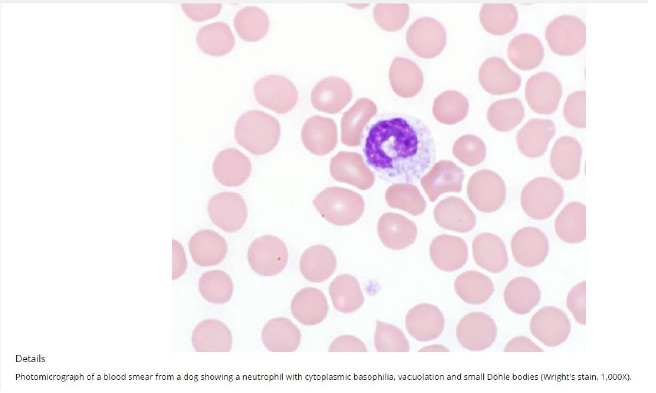 Details
Photomicrograph of a blood smear from a dog showing a neutrophil with cytoplasmic basophilia, vacuolation and small Döhle bodies (Wright's stain, 1,000X).